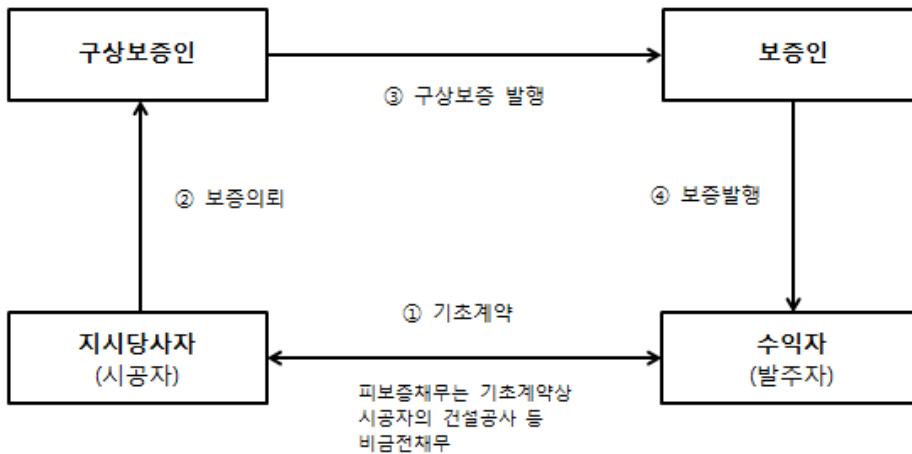 구상보증인
보증인
③ 구상보증 발행
② 보증의뢰
④ 보증발행
① 기초계약
지시당사자
(시공자)
수익자
(발주자)
피보증채무는 기초계약상
시공자의 건설공사 등
비금전채무